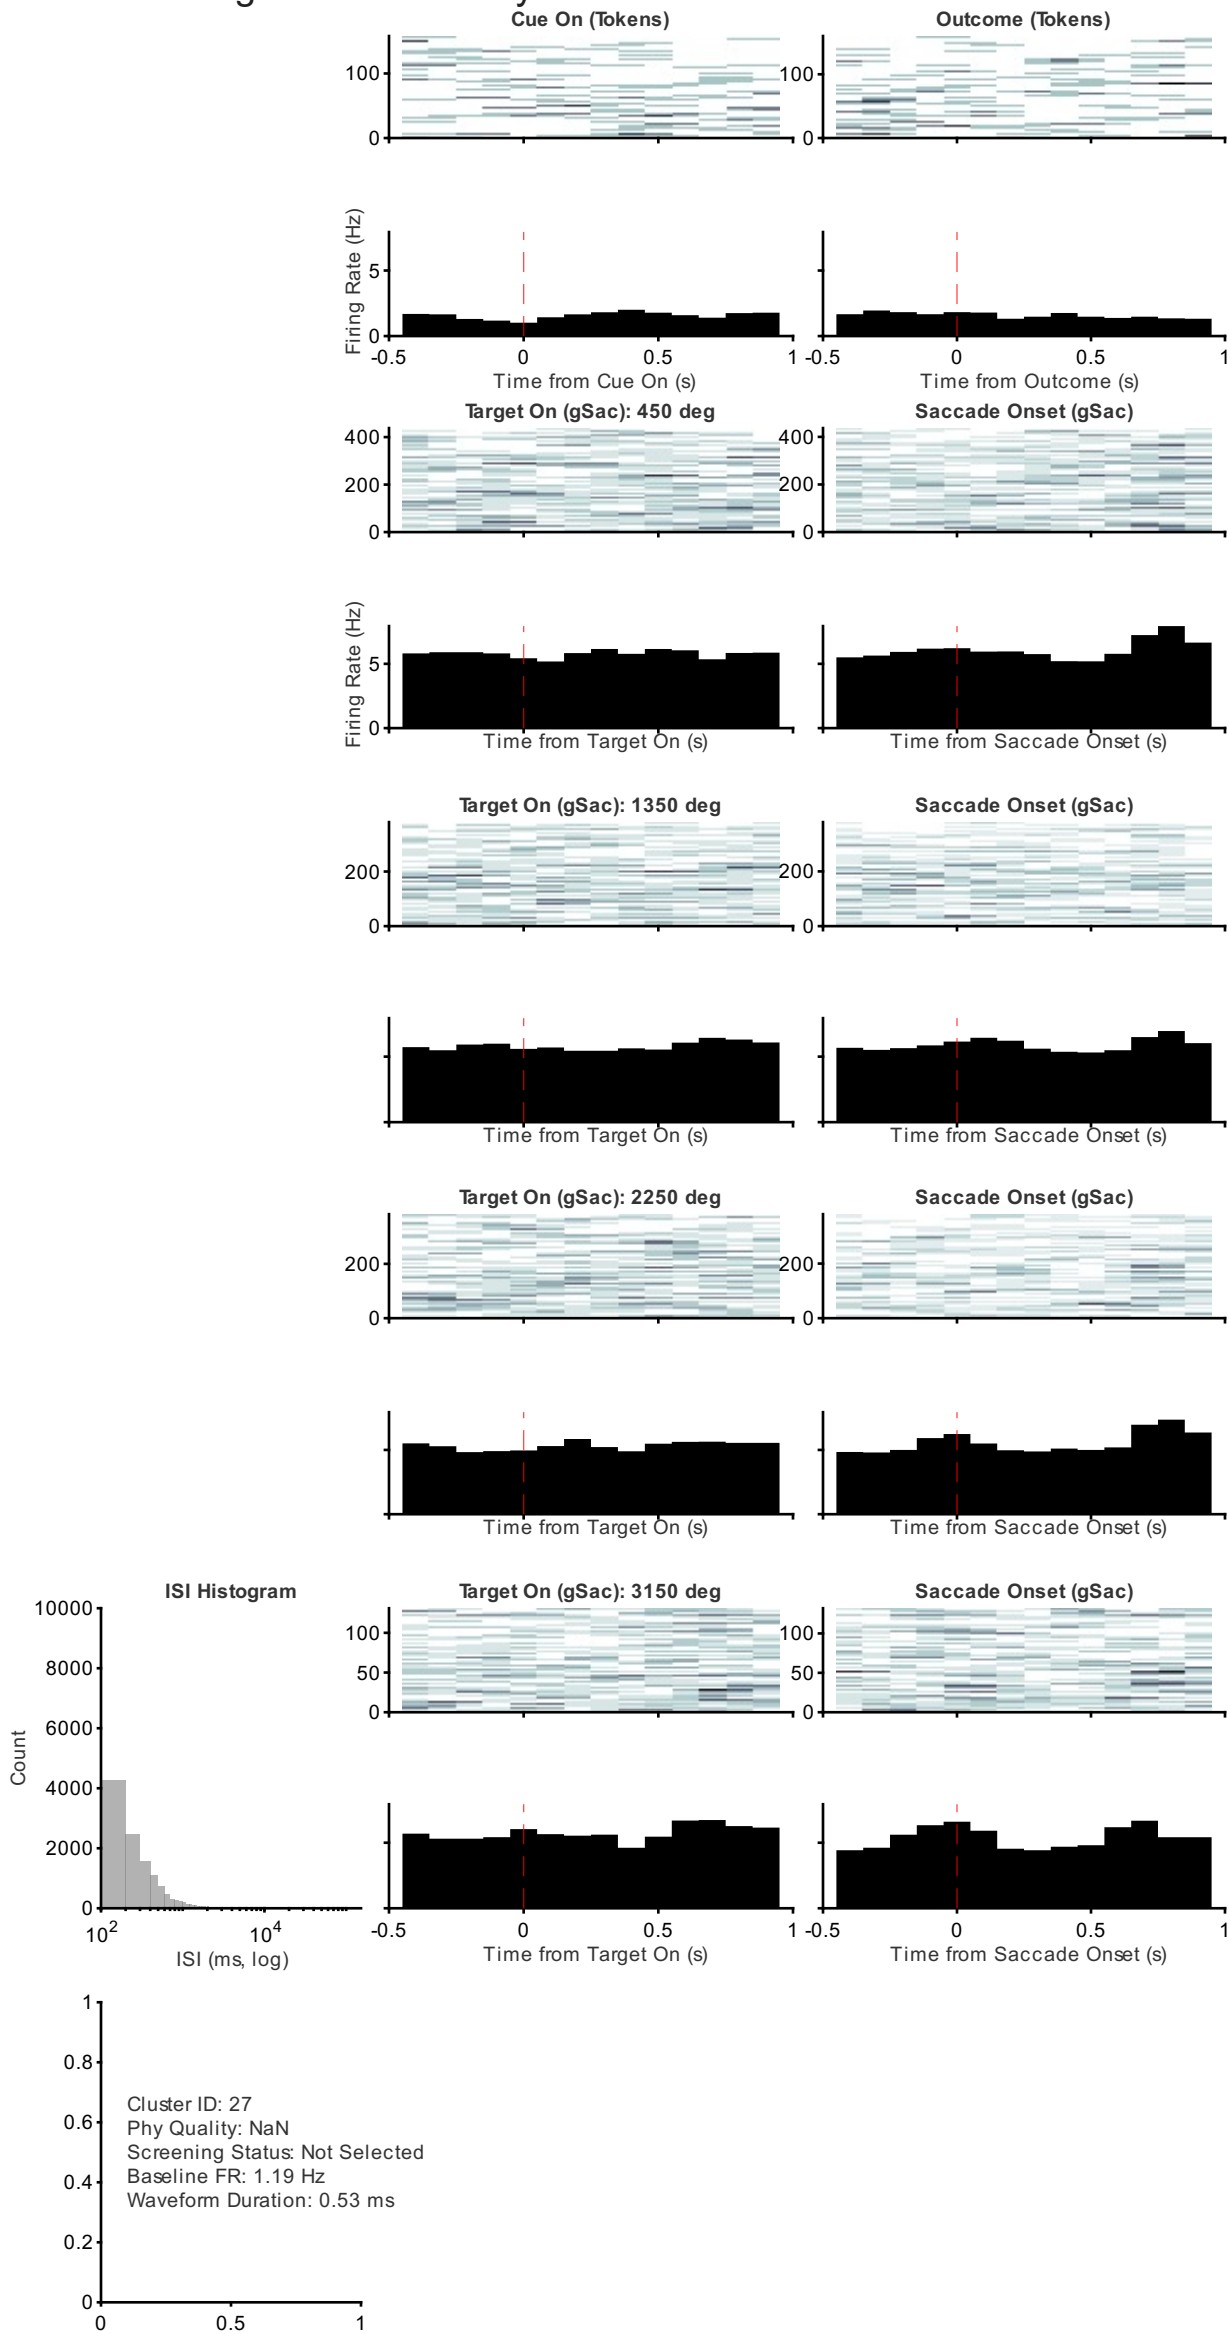 Cue On (Tokens)
Outcome (Tokens)
100
0
100
0
Firing Rate (Hz)
5
0
-0.5 0 0.5 1
Time from Cue On (s)
-0.5 0 0.5 1
Time from Outcome (s)
Target On (gSac): 450 deg
Saccade Onset (gSac)
400
200
0
400
200
0
Firing Rate (Hz)
5
0
Time from Target On (s)
Time from Saccade Onset (s)
Target On (gSac): 1350 deg
Saccade Onset (gSac)
200
0
200
0
Time from Target On (s)
Time from Saccade Onset (s)
Target On (gSac): 2250 deg
Saccade Onset (gSac)
200
0
200
0
Time from Target On (s)
Time from Saccade Onset (s)
ISI Histogram
10000
8000
6000
4000
2000
0
Count
10^2 10^4
ISI (ms, log)
Target On (gSac): 3150 deg
Saccade Onset (gSac)
100
50
0
100
50
0
-0.5 0 0.5 1
Time from Target On (s)
-0.5 0 0.5 1
Time from Saccade Onset (s)
1
0.8
0.6
0.4
0.2
0
Cluster ID: 27
Phy Quality: NaN
Screening Status: Not Selected
Baseline FR: 1.19 Hz
Waveform Duration: 0.53 ms
0 0.5 1